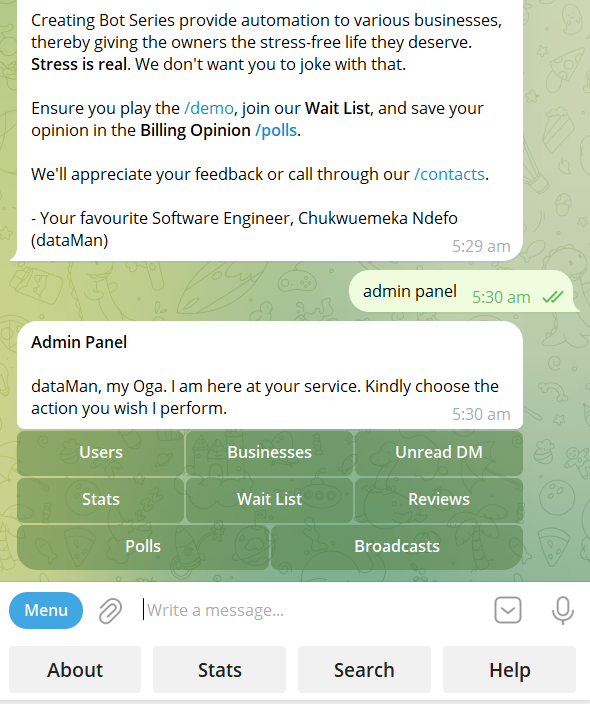 Creating Bot Series provide automation to various businesses,
thereby giving the owners the stress-free life they deserve.
Stress is real. We don't want you to joke with that.
Ensure you play the /demo, join our Wait List, and save your
opinion in the Billing Opinion /polls.
We'll appreciate your feedback or call through our /contacts.
- Your favourite Software Engineer, Chukwuemeka Ndefo
(dataMan)
5:29 am
admin panel 5:30 am
Admin Panel
dataMan, my Oga. I am here at your service. Kindly choose the
action you wish I perform.
5:30 am
Users Businesses Unread DM
Stats Wait List Reviews
Polls Broadcasts
Menu Write a message...
About Stats Search Help